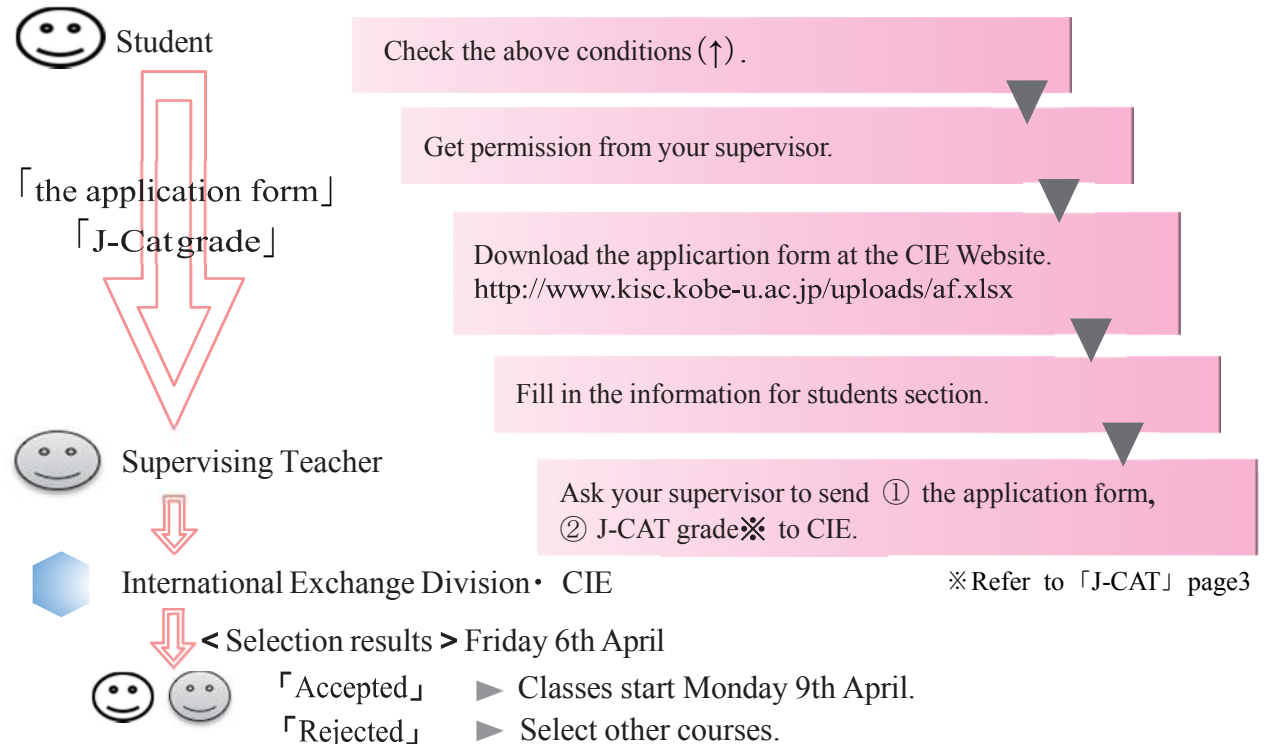 Student
Check the above conditions(↑).
Get permission from your supervisor.
「the application form」
「J-Catgrade」
Download the applicartion form at the CIE Website.
http://www.kisc.kobe-u.ac.jp/uploads/af.xlsx
Fill in the information for students section.
Supervising Teacher
Ask your supervisor to send ① the application form,
② J-CAT grade※ to CIE.
International Exchange Division・ CIE
※Refer to「J-CAT」page3
＜Selection results＞Friday 6th April
「Accepted」 ► Classes start Monday 9th April.
「Rejected」 ► Select other courses.